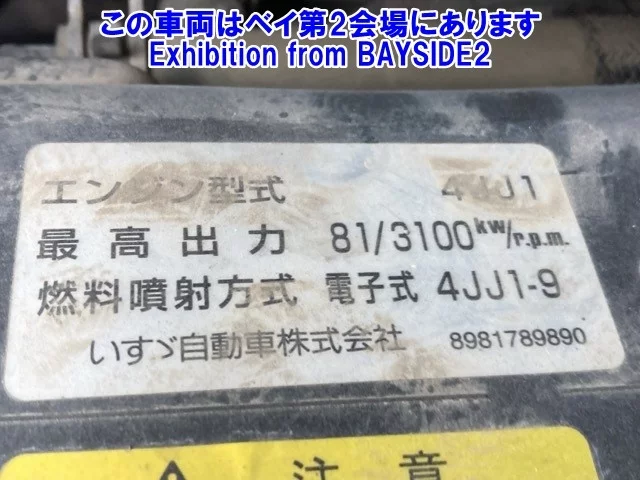 この車両はベイ第2会場にあります
Exhibition from BAYSIDE2
エンジン型式 4JJ1
最高出力 81/3100kw/r.p.m.
燃料噴射方式 電子式 4JJ1-9
いすゞ自動車株式会社 8981789890
注意